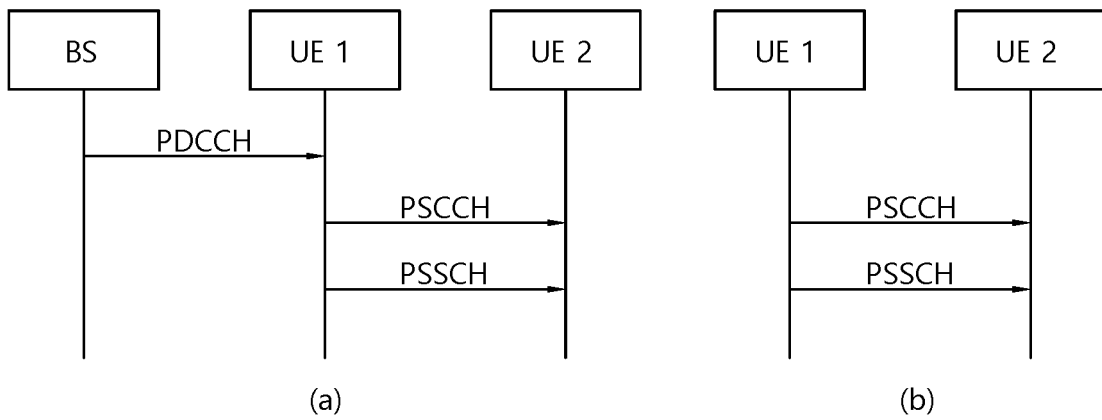 BS UE 1 UE 2 UE 1 UE 2
PDCCH
PSCCH PSCCH
PSSCH PSSCH
(a) (b)